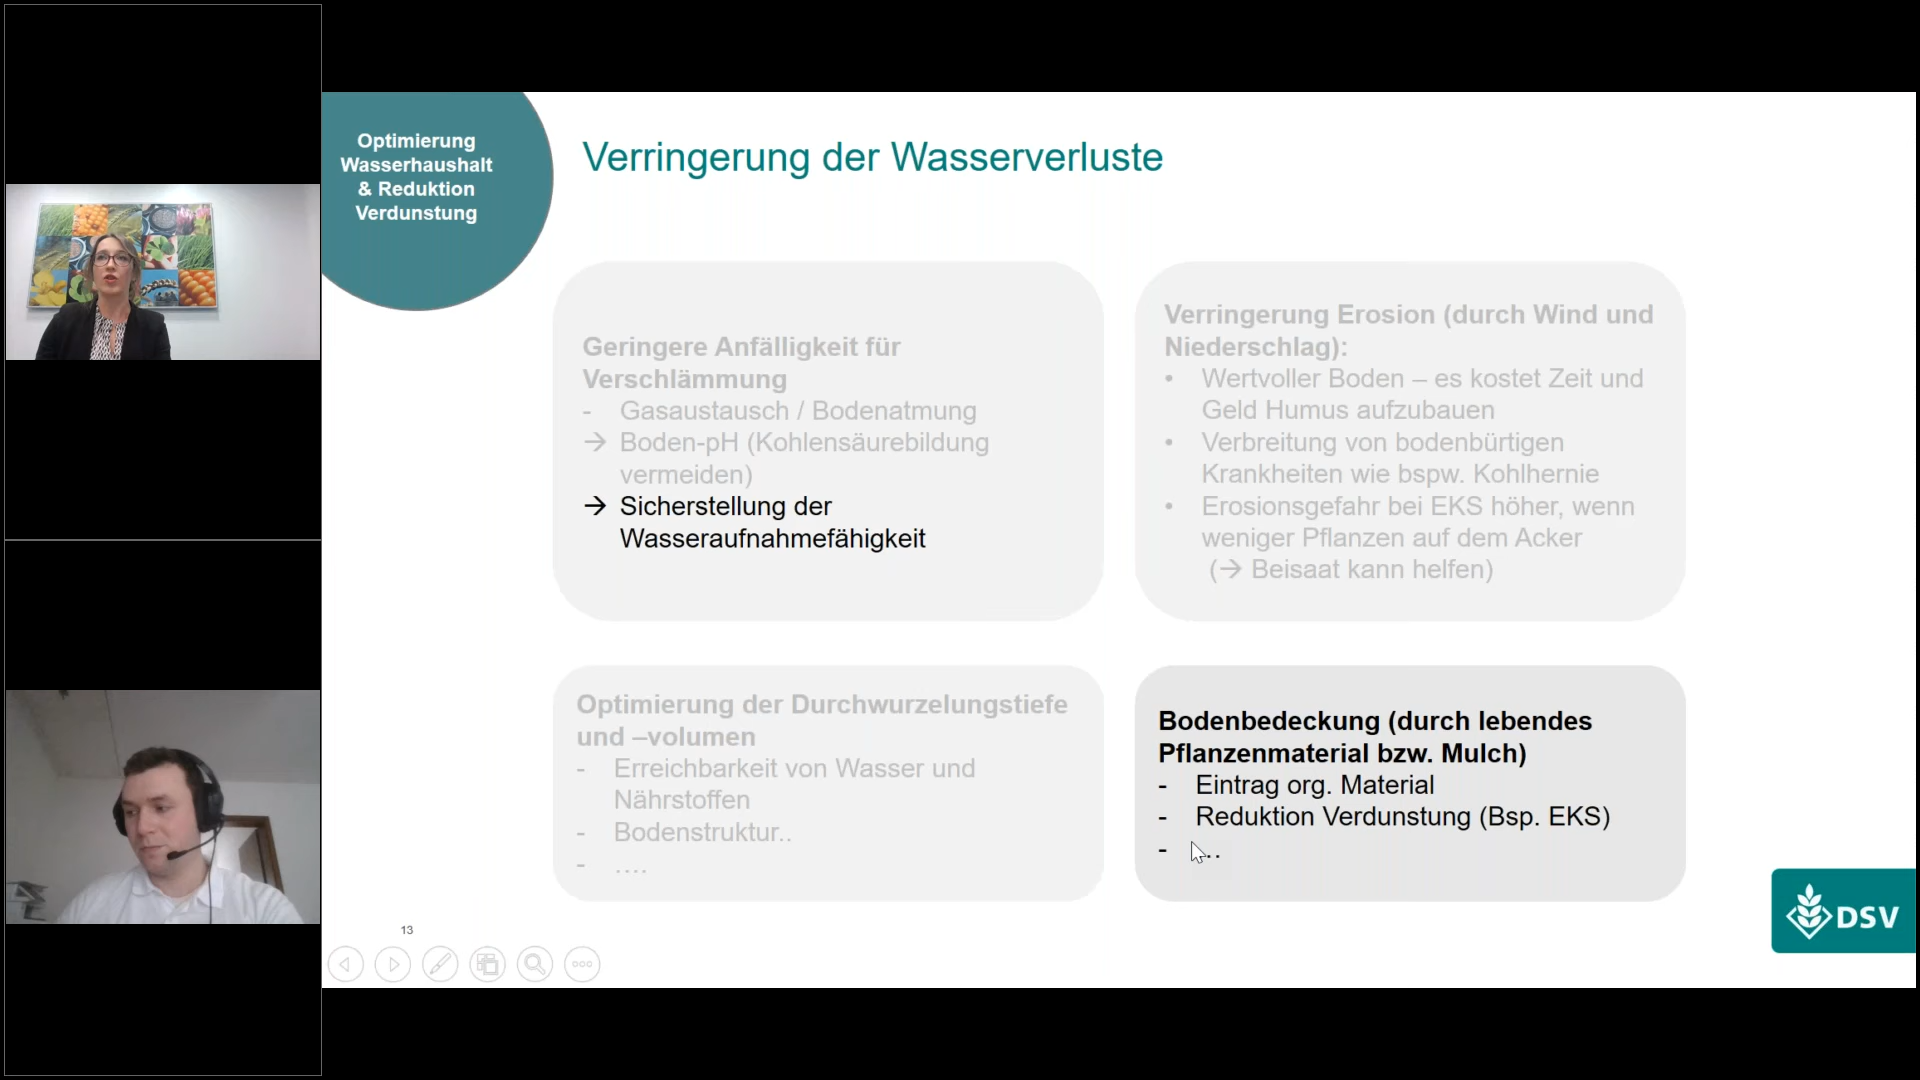 Optimierung
Wasserhaushalt
& Reduktion
Verdunstung
Verringerung der Wasserverluste
Geringere Anfälligkeit für
Verschlämmung
- Gasaustausch / Bodenatmung
→ Boden-pH (Kohlensäurebildung
vermeiden)
→ Sicherstellung der
Wasseraufnahmefähigkeit
Verringerung Erosion (durch Wind und
Niederschlag):
• Wertvoller Boden – es kostet Zeit und
Geld Humus aufzubauen
• Verbreitung von bodenbürtigen
Krankheiten wie bspw. Kohlhernie
• Erosionsgefahr bei EKS höher, wenn
weniger Pflanzen auf dem Acker
(→ Beisaat kann helfen)
Optimierung der Durchwurzelungstiefe
und –volumen
- Erreichbarkeit von Wasser und
Nährstoffen
- Bodenstruktur..
- ….
Bodenbedeckung (durch lebendes
Pflanzenmaterial bzw. Mulch)
- Eintrag org. Material
- Reduktion Verdunstung (Bsp. EKS)
- ..
13
DSV